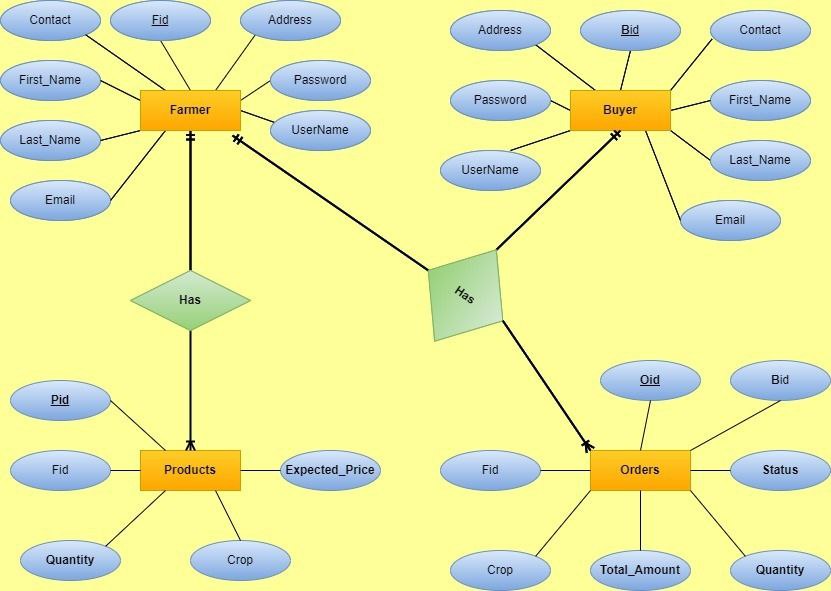 Contact
Fid
Address
First_Name
Password
Farmer
Last_Name
UserName
Email
Address
Bid
Contact
Password
Buyer
First_Name
UserName
Last_Name
Email
Has
Has
Pid
Fid
Products
Expected_Price
Quantity
Crop
Oid
Bid
Fid
Orders
Status
Crop
Total_Amount
Quantity